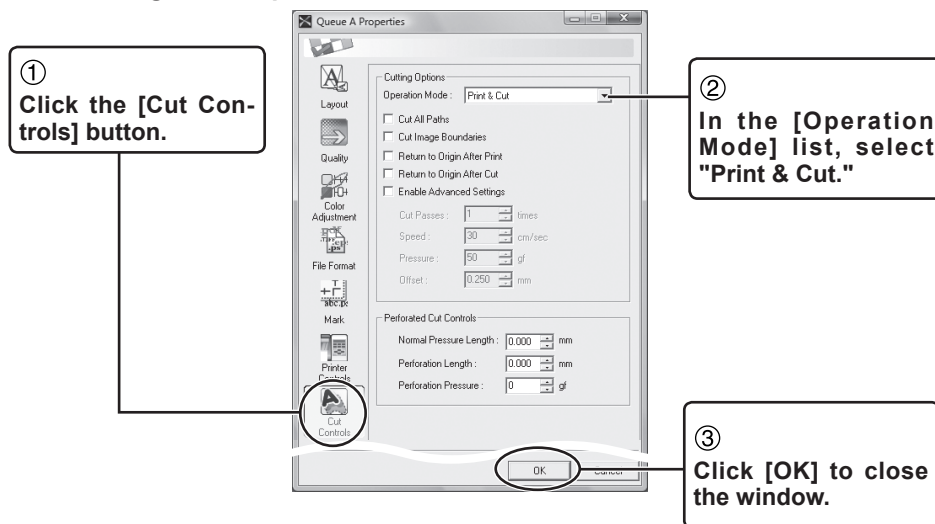 Queue A Properties
①
Click the [Cut Con-
trols] button.
Layout
Quality
Color
Adjustment
File Format
Mark
Printer
Controls
Cut
Controls
Cutting Options
Operation Mode : Print & Cut
Cut All Paths
Cut Image Boundaries
Return to Origin After Print
Return to Origin After Cut
Enable Advanced Settings
Cut Passes : 1 times
Speed : 30 cm/sec
Pressure : 50 gf
Offset : 0.250 mm
Perforated Cut Controls
Normal Pressure Length : 0.000 mm
Perforation Length : 0.000 mm
Perforation Pressure : 0 gf
OK
Cancel
②
In the [Operation
Mode] list, select
"Print & Cut."
③
Click [OK] to close
the window.